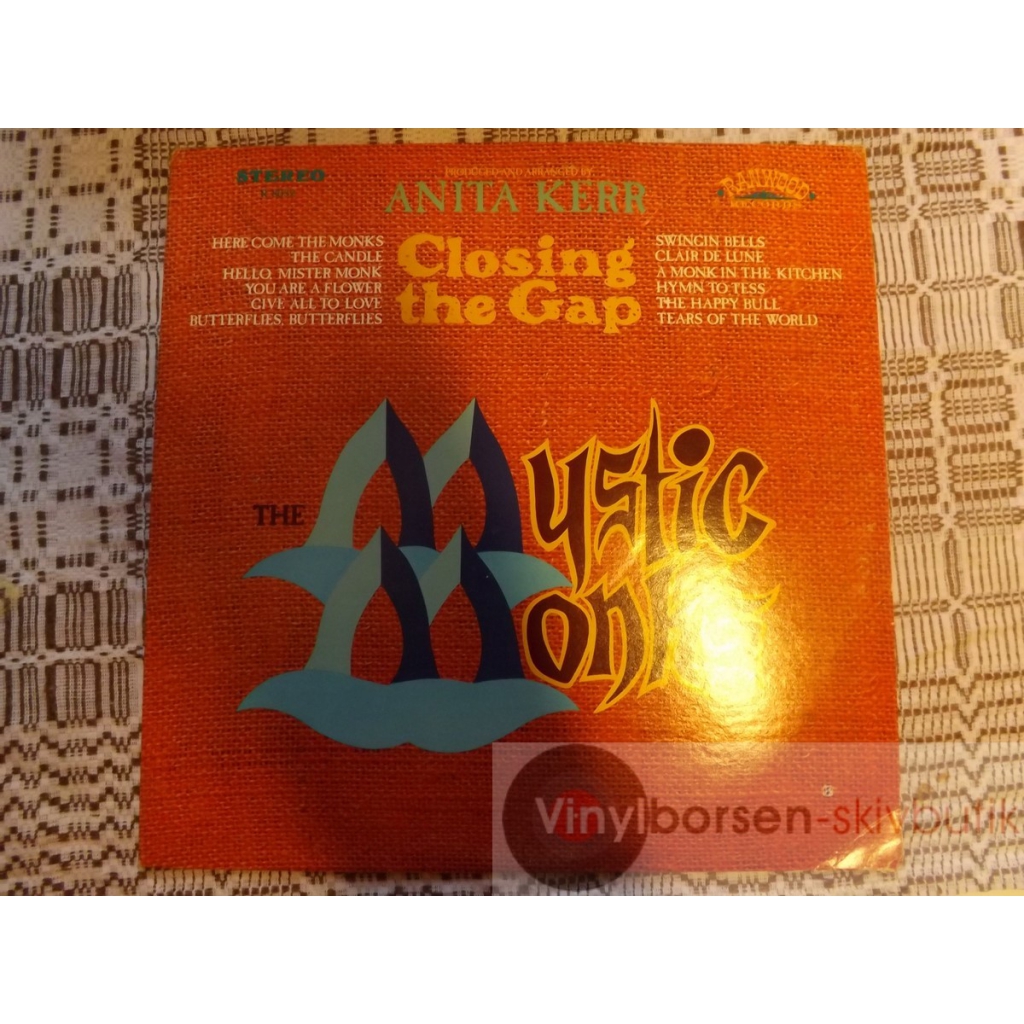 STEREO
PRODUCED AND ARRANGED BY
ANITA KERR
RANWOOD
HERE COME THE MONKS
THE CANDLE
HELLO, MISTER MONK
YOU ARE A FLOWER
GIVE ALL TO LOVE
BUTTERFLIES, BUTTERFLIES
Closing
the Gap
SWINGIN BELLS
CLAIR DE LUNE
A MONK IN THE KITCHEN
HYMN TO TESS
THE HAPPY BULL
TEARS OF THE WORLD
THE Mystic
Monks
Vinylborsen-skivbutik